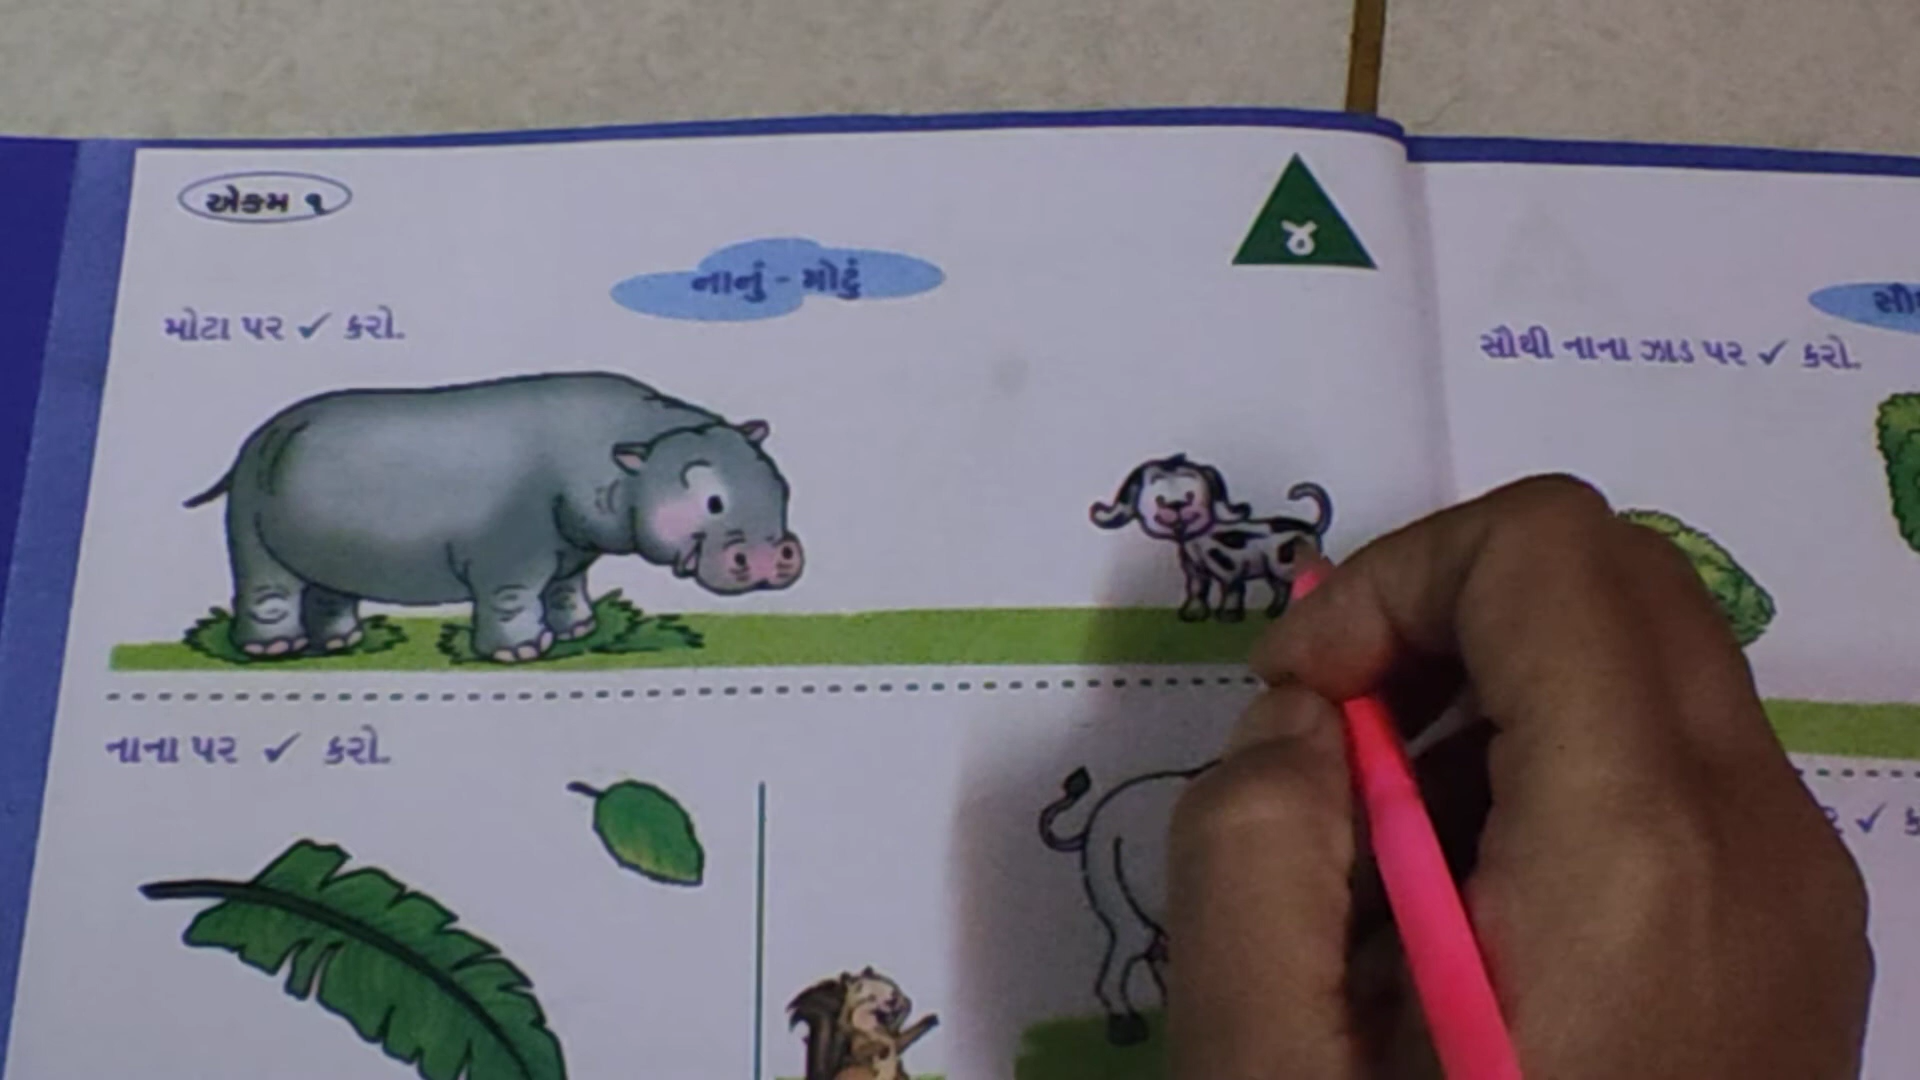 એકમ ૧
૪
નાનું - મોટું
મોટા પર ✓ કરો.
નાના પર ✓ કરો.
સૌથી નાના ઝાડ પર ✓ કરો.